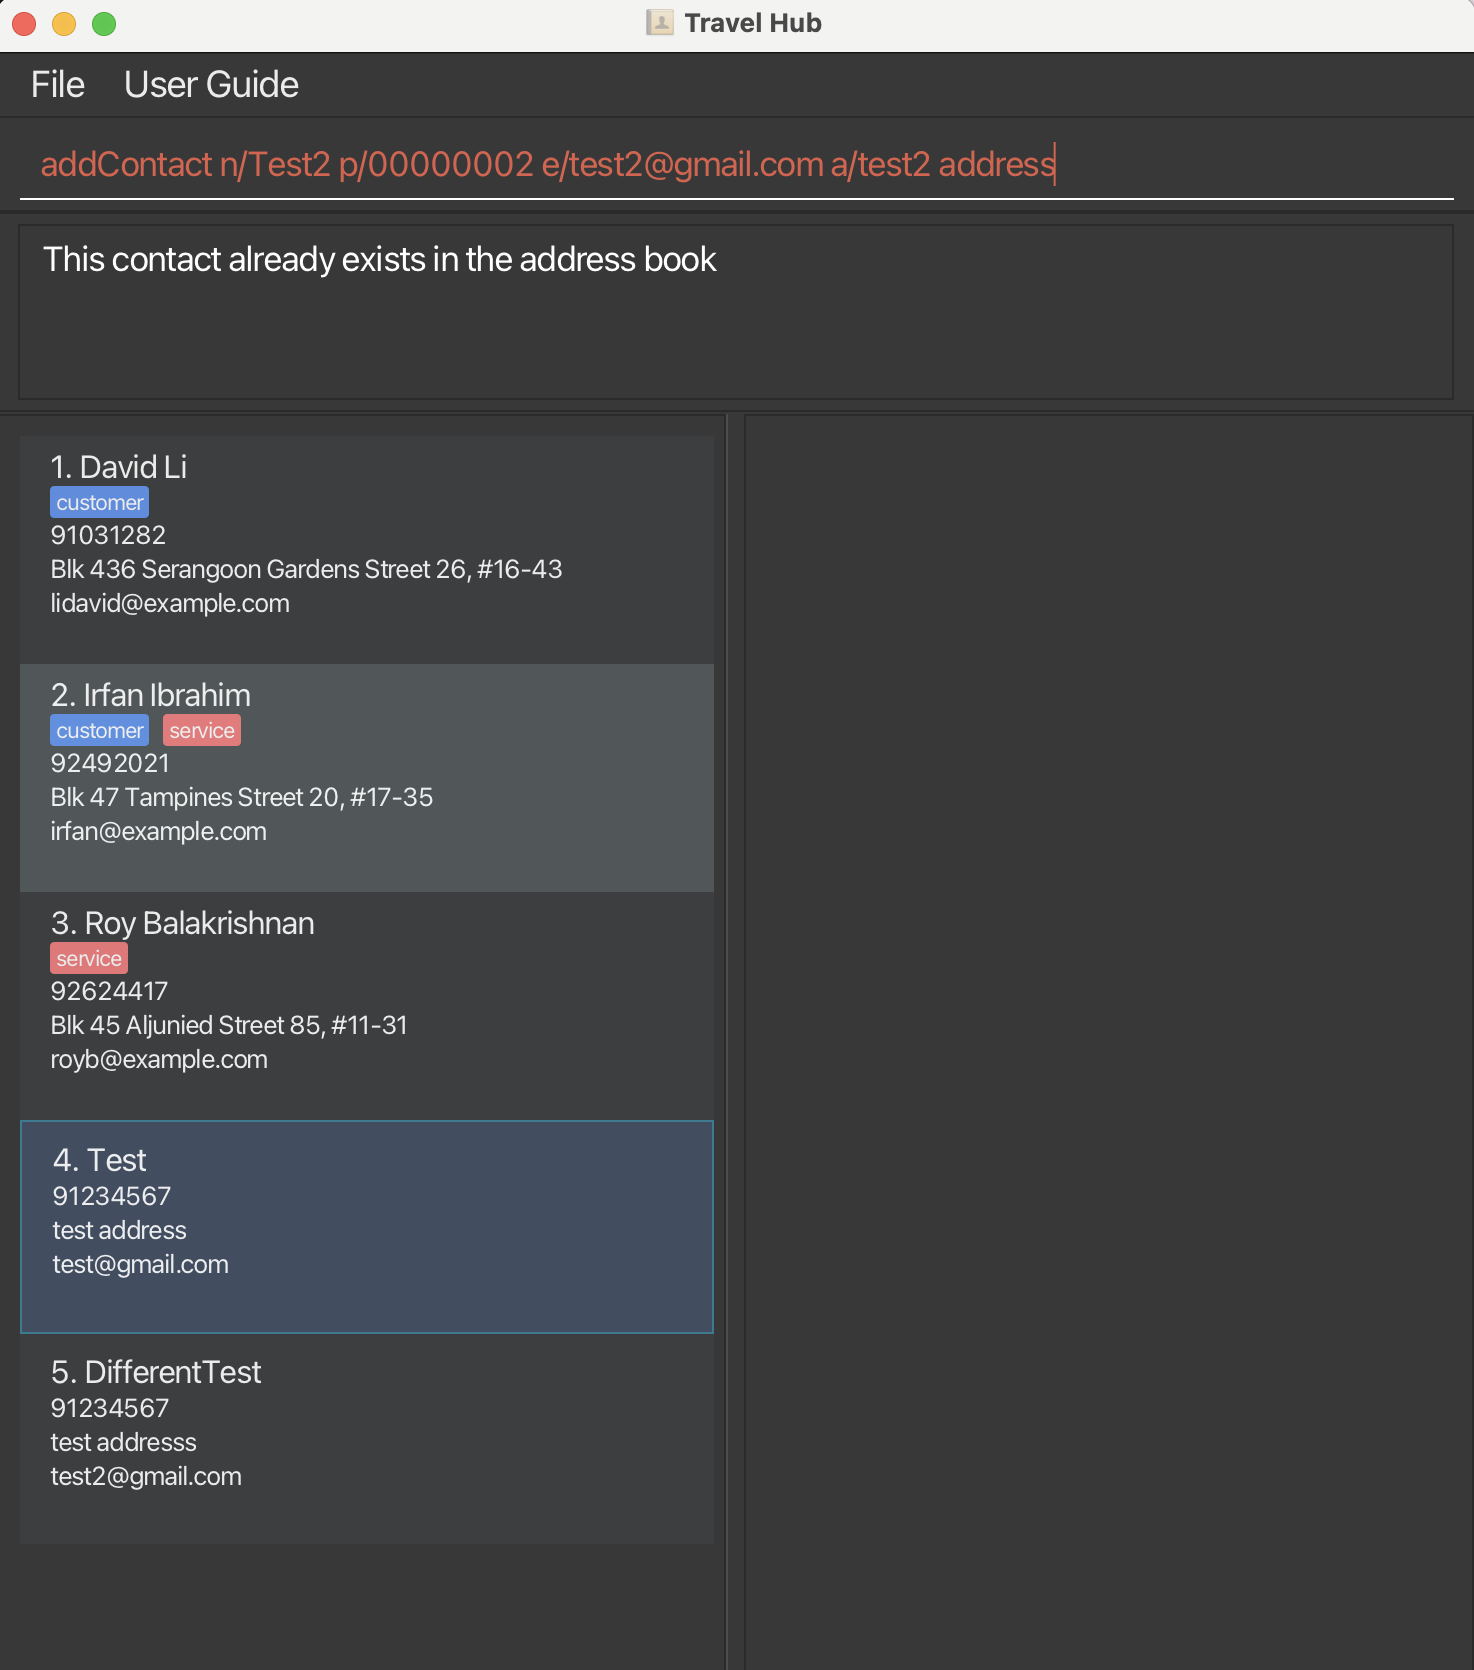 Travel Hub
File User Guide
addContact n/Test2 p/00000002 e/test2@gmail.com a/test2 address
This contact already exists in the address book
1. David Li
customer
91031282
Blk 436 Serangoon Gardens Street 26, #16-43
lidavid@example.com
2. Irfan Ibrahim
customer service
92492021
Blk 47 Tampines Street 20, #17-35
irfan@example.com
3. Roy Balakrishnan
service
92624417
Blk 45 Aljunied Street 85, #11-31
royb@example.com
4. Test
91234567
test address
test@gmail.com
5. DifferentTest
91234567
test addresss
test2@gmail.com